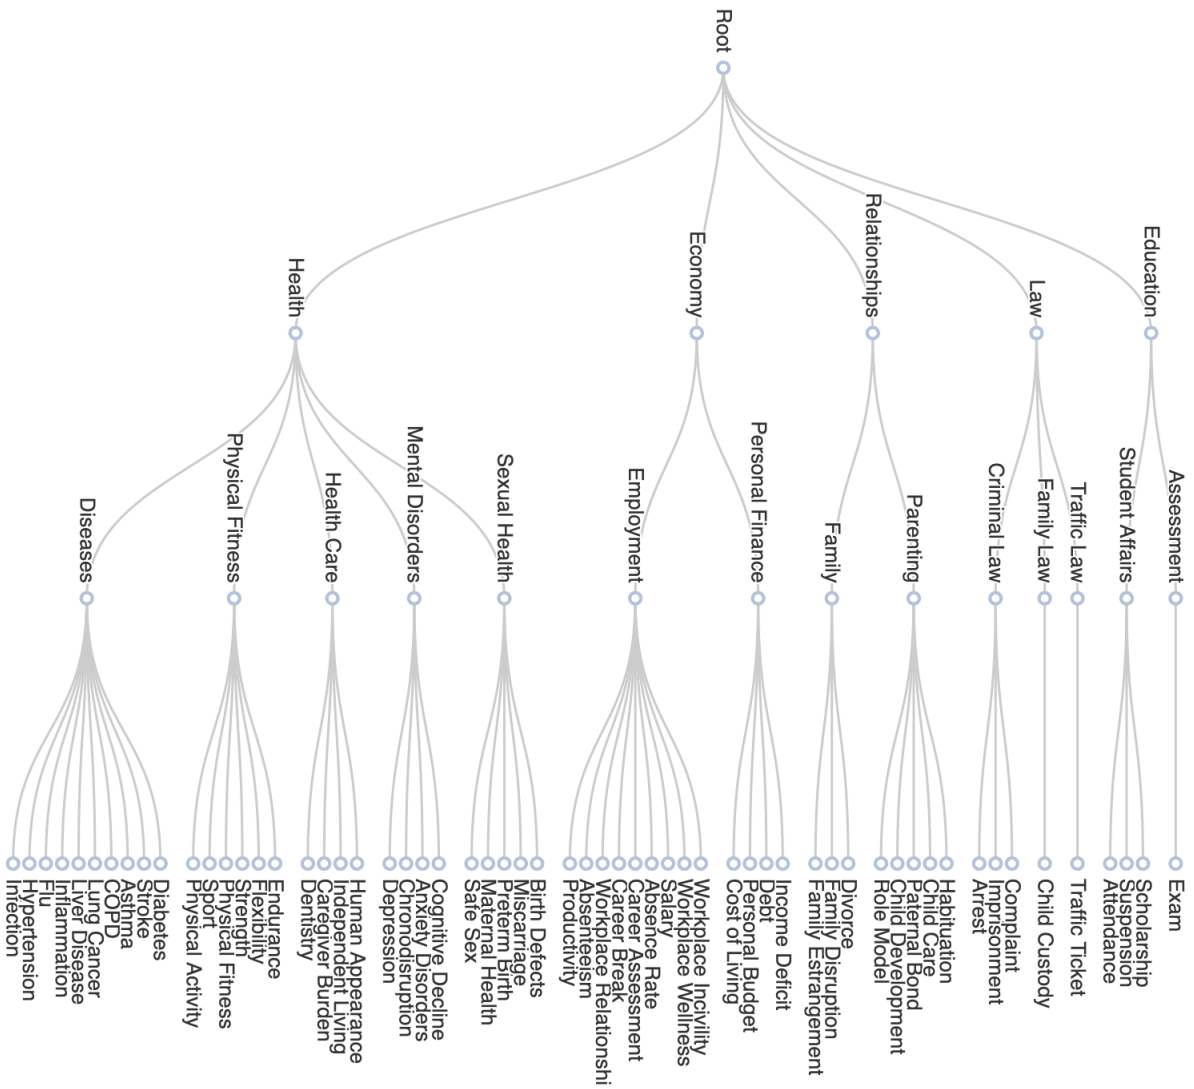 Root
Health
Economy
Relationships
Law
Education
Diseases
Physical Fitness
Health Care
Mental Disorders
Sexual Health
Employment
Personal Finance
Family
Parenting
Criminal Law
Family Law
Traffic Law
Student Affairs
Assessment
Infection
Hypertension
Flu
Inflammation
Liver Disease
Lung Cancer
COPD
Asthma
Stroke
Diabetes
Physical Activity
Sport
Physical Fitness
Strength
Flexibility
Endurance
Dentistry
Caregiver Burden
Independent Living
Human Appearance
Depression
Chronodisruption
Anxiety Disorders
Cognitive Decline
Safe Sex
Maternal Health
Preterm Birth
Miscarriage
Birth Defects
Productivity
Absenteeism
Workplace Relationshi
Career Break
Career Assessment
Absence Rate
Salary
Workplace Wellness
Workplace Incivility
Cost of Living
Personal Budget
Debt
Income Deficit
Family Estrangement
Family Disruption
Divorce
Role Model
Child Development
Paternal Bond
Child Care
Habituation
Arrest
Imprisonment
Complaint
Child Custody
Traffic Ticket
Attendance
Suspension
Scholarship
Exam